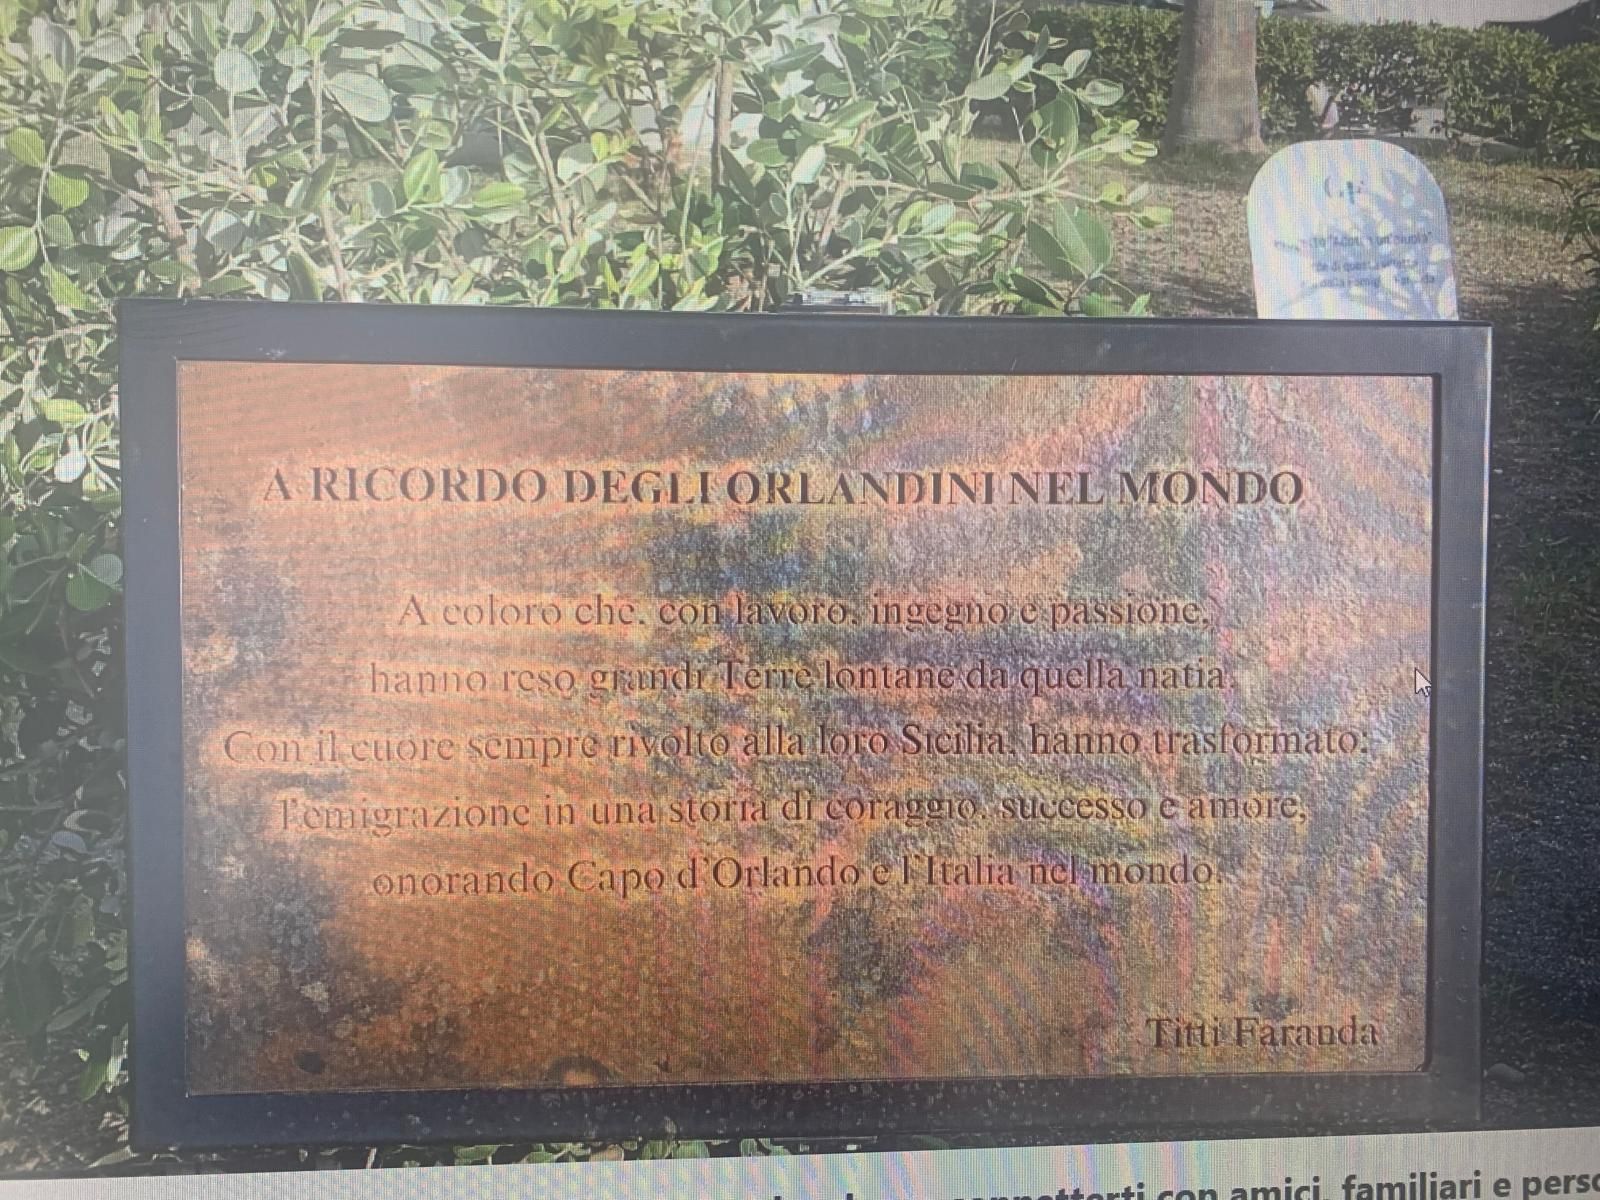 A RICORDO DEGLI ORLANDINI NEL MONDO
A coloro che, con lavoro, ingegno e passione,
hanno reso grandi Terre lontane da quella natia.
Con il cuore sempre rivolto alla loro Sicilia, hanno trasformato:
l'emigrazione in una storia di coraggio, successo e amore,
onorando Capo d'Orlando e l'Italia nel mondo.
Titti Faranda
con amici, familiari e